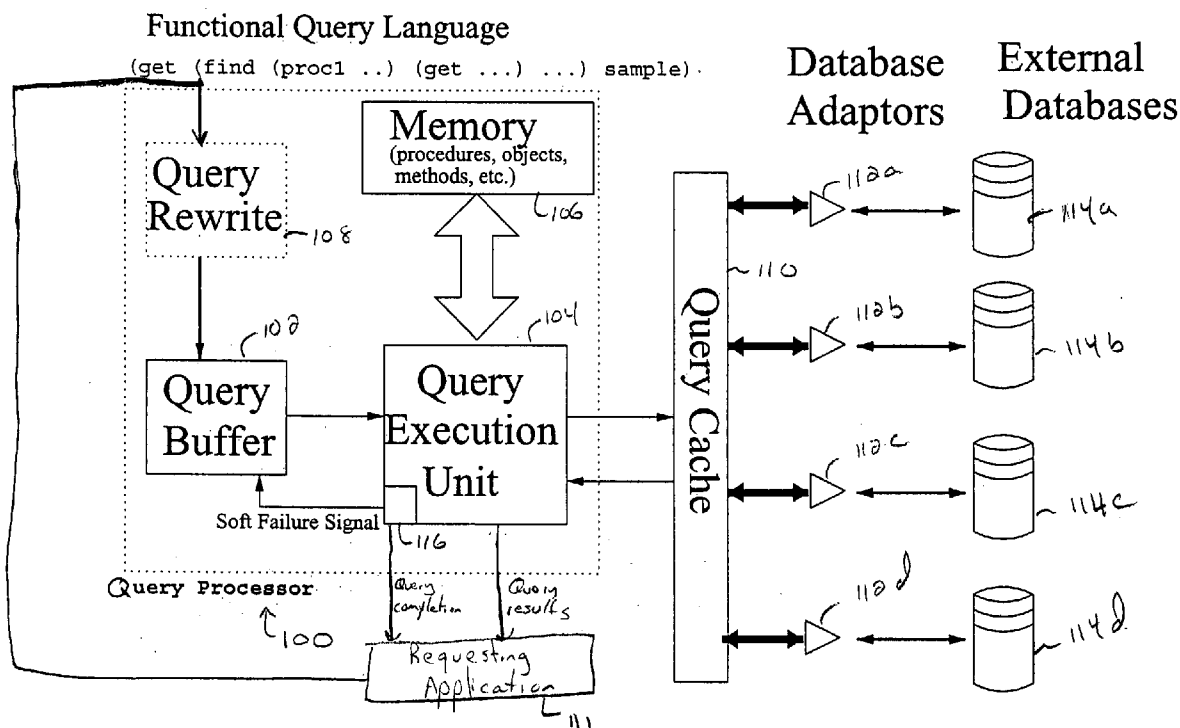 Functional Query Language
(get (find (proc1 ..) (get ...) ...) sample).
Database
Adaptors
External
Databases
Query
Rewrite
108
Memory
(procedures, objects,
methods, etc.)
106
102
Query
Buffer
104
Query
Execution
Unit
Soft Failure Signal
116
Query Processor
100
Query
completion
Query
results
Requesting
Application
Query Cache
110
112a
114a
112b
114b
112c
114c
112d
114d